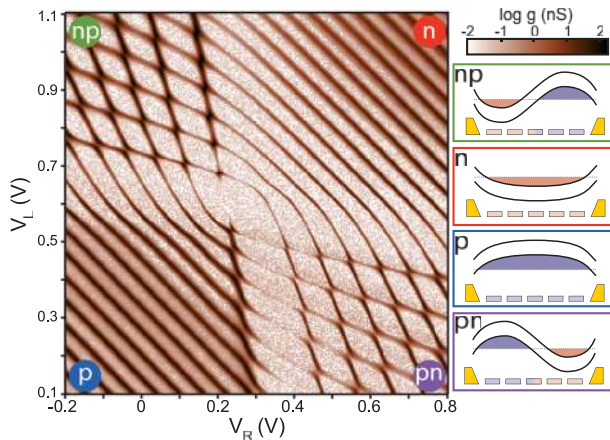 log g (nS)
-2 -1 0 1 2
np
n
p
pn
V_L (V)
1.1
0.9
0.7
0.5
0.3
0.1
-0.2 0 0.2 0.4 0.6 0.8
V_R (V)
np
n
p
pn